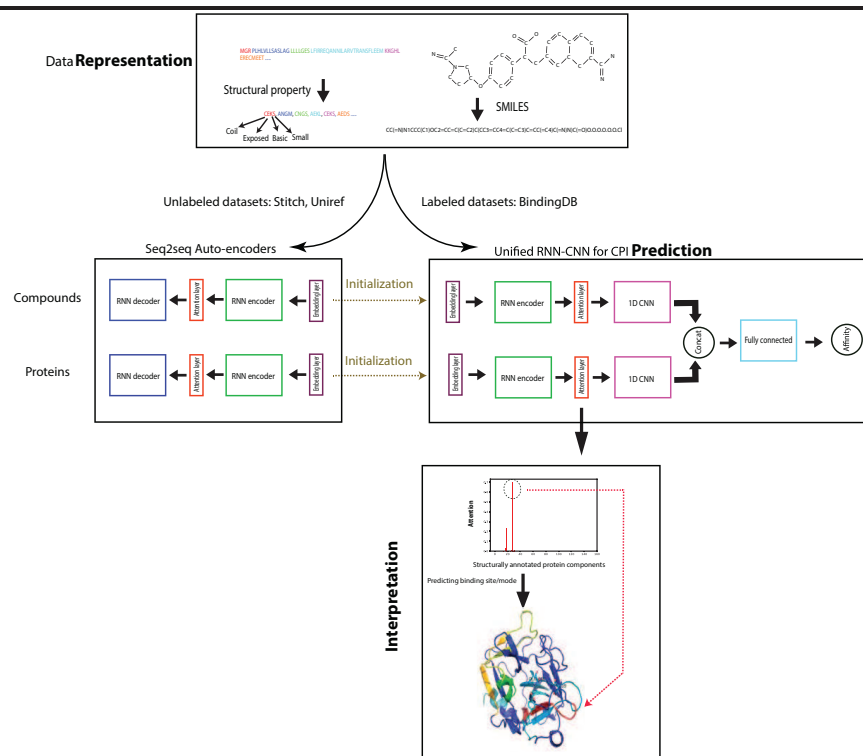 Data Representation
MGR PLHLVLLSASLAG LLLLGES
ERECMEET ....
Structural property
CEKS, ANGM, CNGS, AEKL, CEKS, AEDS ....
Coil
Exposed
Basic
Small
C
N
C
N
C
C
C
C
O
C
C
C
C
C
C
C
O
O
C
C
C
C
C
C
C
C
C
C
C
N
N
SMILES
Unlabeled datasets: Stitch, Uniref
Labeled datasets: BindingDB
Seq2seq Auto-encoders
Unified RNN-CNN for CPI Prediction
Compounds
RNN decoder
Attention layer
RNN encoder
Embedding layer
Initialization
Embedding layer
RNN encoder
Attention layer
1D CNN
Concat
Fully connected
Affinity
Proteins
RNN decoder
Attention layer
RNN encoder
Embedding layer
Initialization
Embedding layer
RNN encoder
Attention layer
1D CNN
Interpretation
Attention
Structurally annotated protein components
Predicting binding site/mode